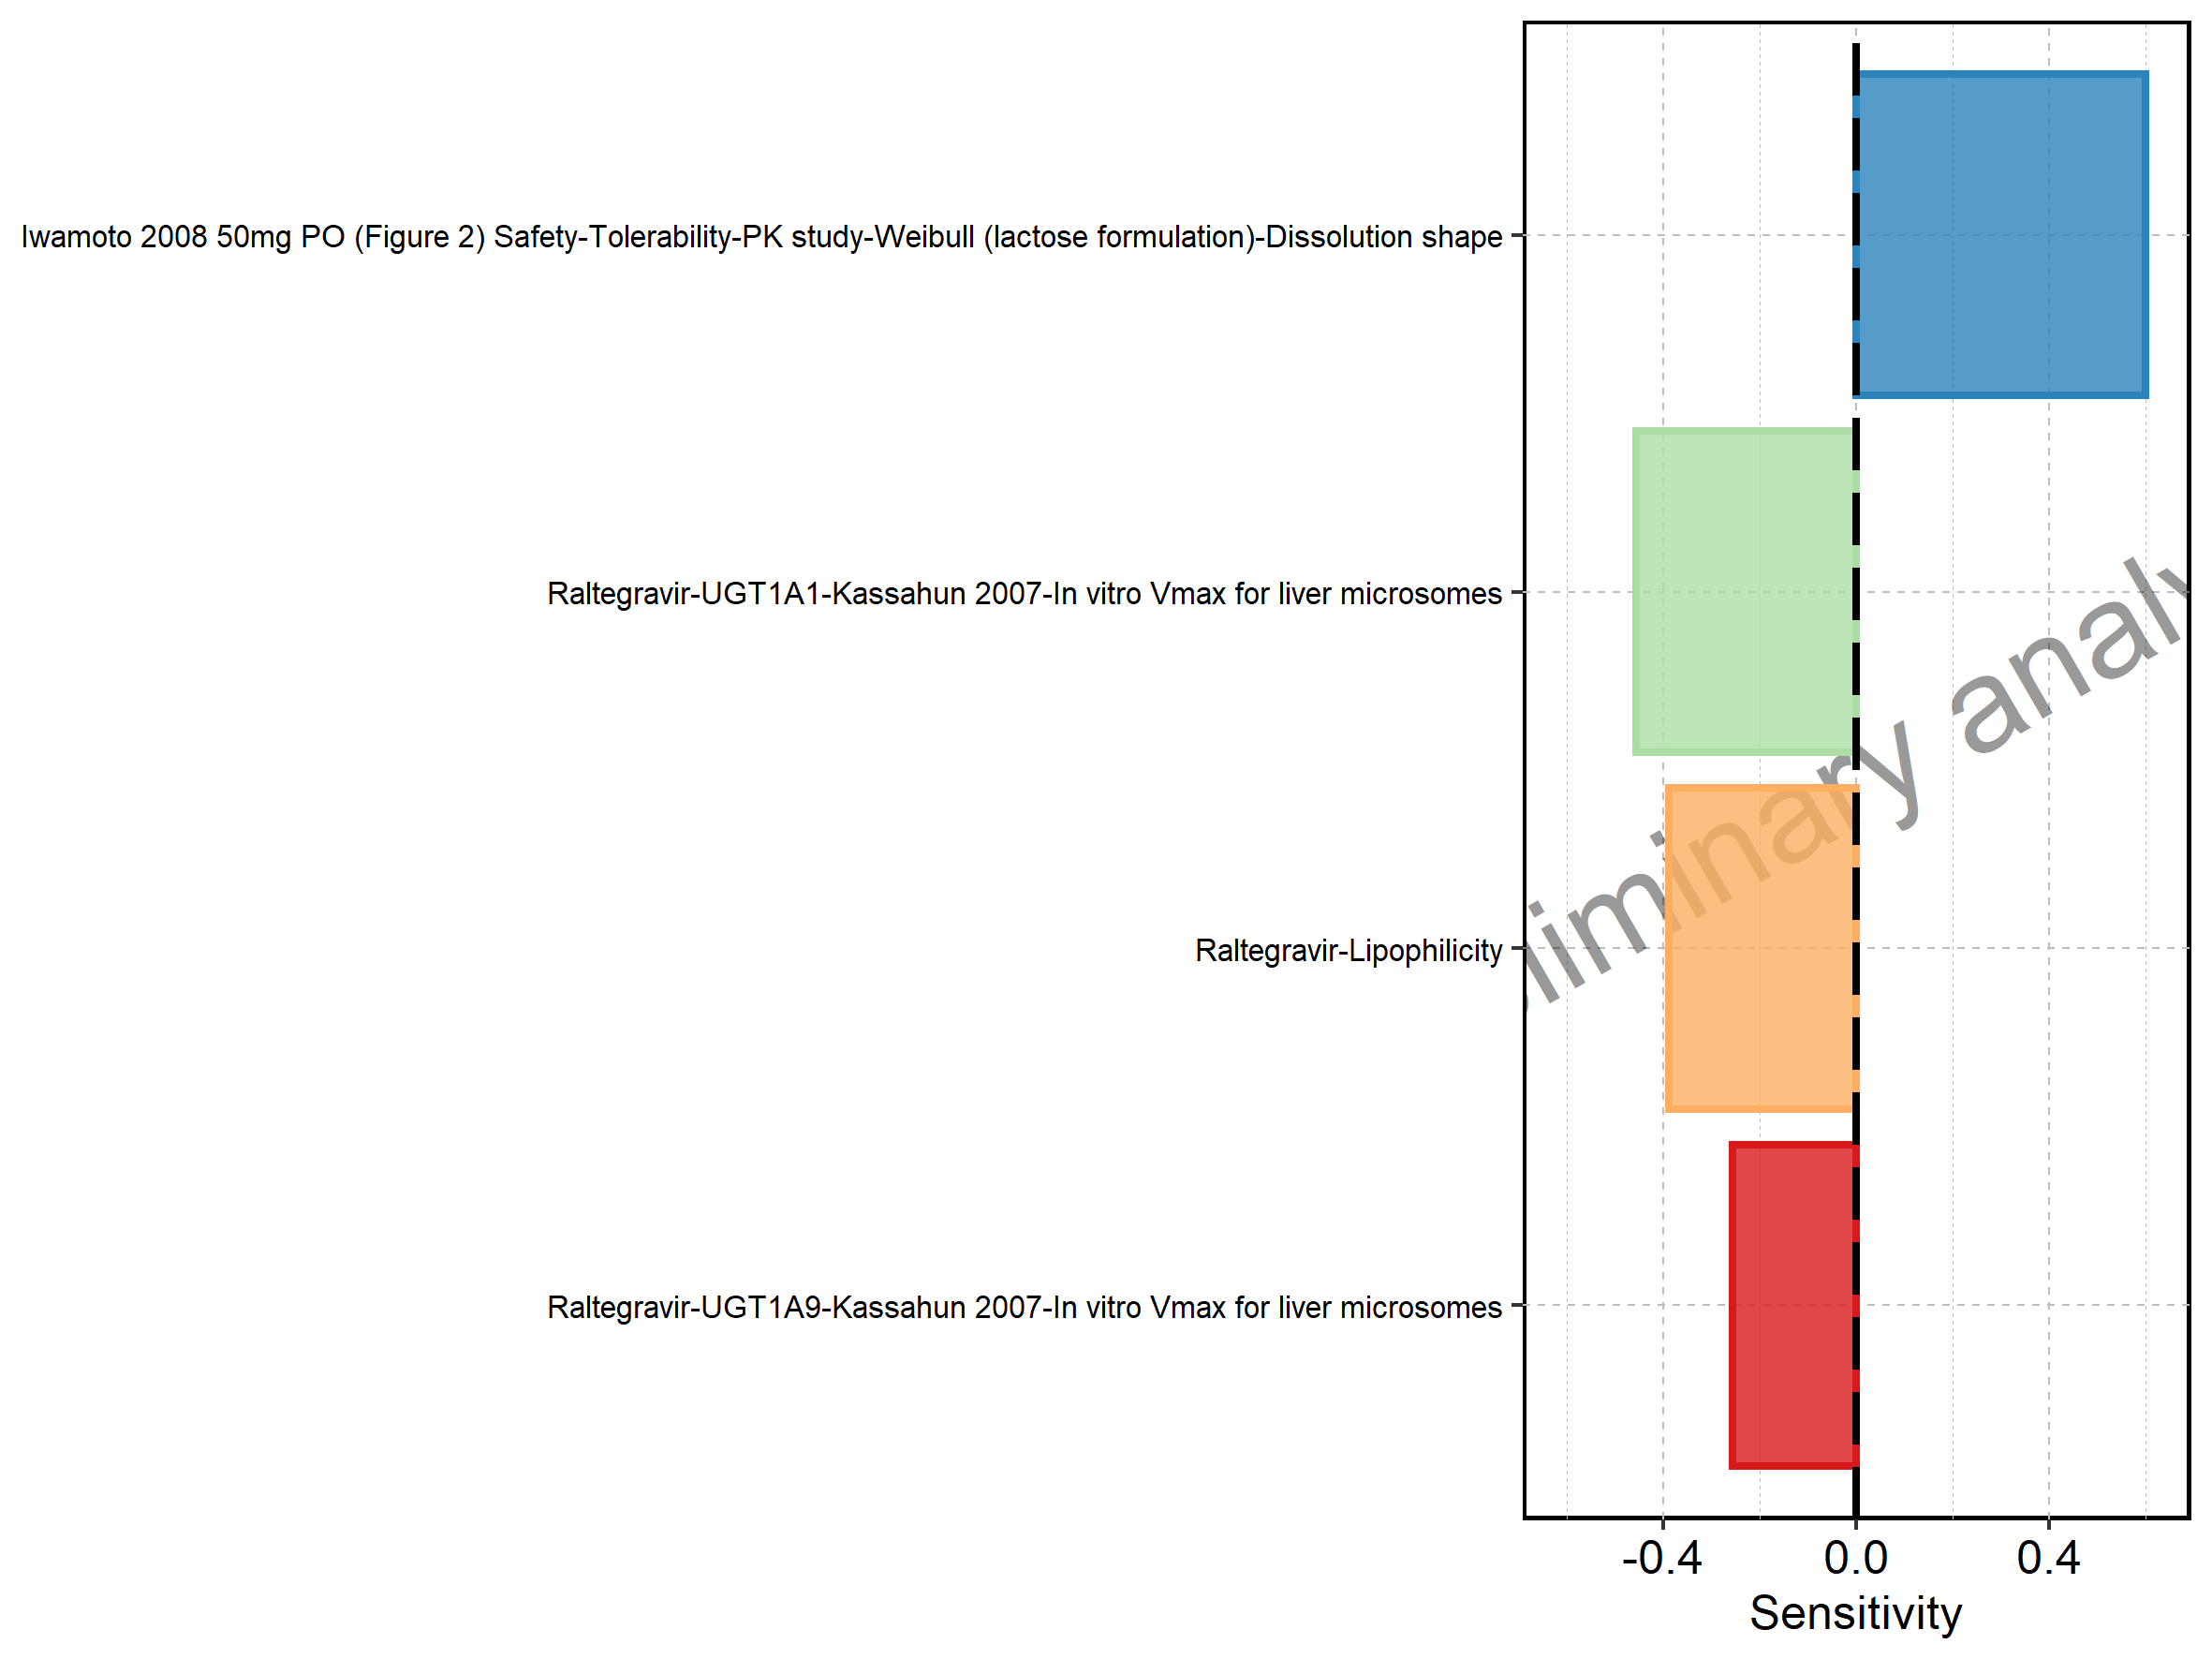 Iwamoto 2008 50mg PO (Figure 2) Safety-Tolerability-PK study-Weibull (lactose formulation)-Dissolution shape
Raltegravir-UGT1A1-Kassahun 2007-In vitro Vmax for liver microsomes
Raltegravir-Lipophilicity
Raltegravir-UGT1A9-Kassahun 2007-In vitro Vmax for liver microsomes
liminary analy
-0.4 0.0 0.4
Sensitivity